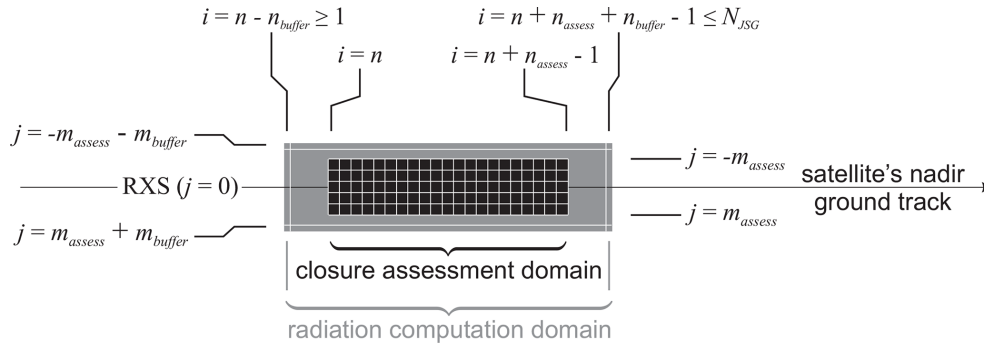 i = n - n_buffer ≥ 1
i = n + n_assess + n_buffer - 1 ≤ N_JSG
i = n
i = n + n_assess - 1
j = -m_assess - m_buffer
j = -m_assess
RXS (j = 0)
satellite's nadir
ground track
j = m_assess + m_buffer
j = m_assess
closure assessment domain
radiation computation domain